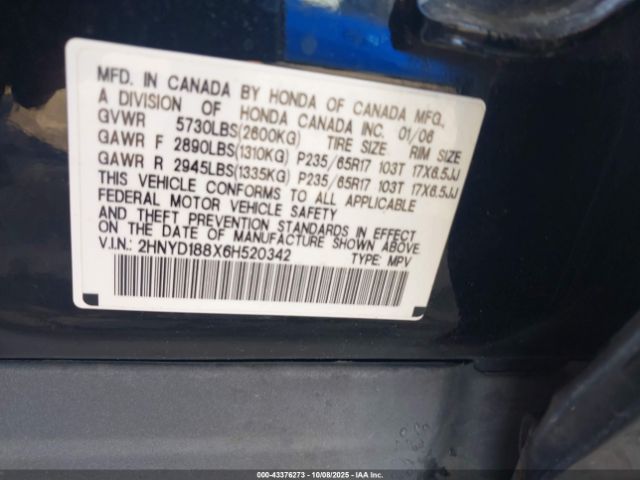 MFD. IN CANADA BY HONDA OF CANADA MFG.,
A DIVISION OF HONDA CANADA INC. 01/06
GVWR 5730LBS(2600KG) TIRE SIZE RIM SIZE
GAWR F 2890LBS(1310KG) P235/65R17 103T 17X6.5JJ
GAWR R 2945LBS(1335KG) P235/65R17 103T 17X6.5JJ
THIS VEHICLE CONFORMS TO ALL APPLICABLE
FEDERAL MOTOR VEHICLE SAFETY
AND THEFT PREVENTION STANDARDS IN EFFECT
ON THE DATE OF MANUFACTURE SHOWN ABOVE.
V.I.N.: 2HNYD188X6H520342 TYPE: MPV
000-43376273 - 10/08/2025 - Copyright © 2025 IAA, Inc.